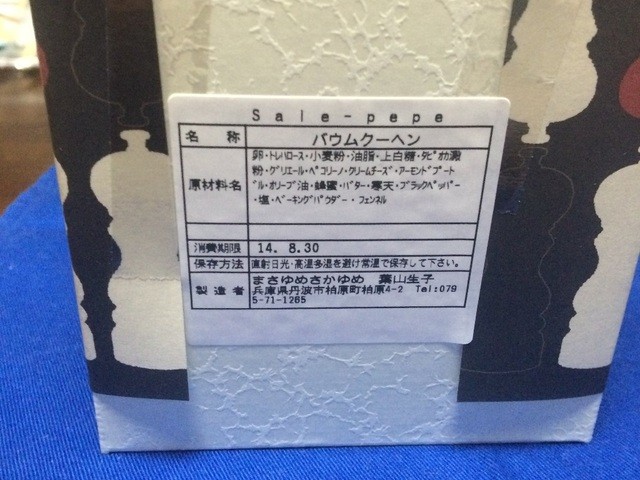 Sale-pepe
名称 バウムクーヘン
原材料名 卵・トレハロース・小麦粉・油脂・上白糖・タピオカ澱
粉・グリエール・ペコリーノ・クリームチーズ・アーモンドプート
ﾞル・オリーブ油・蜂蜜・バター・寒天・ブラックペッパー
・塩・ベーキングパウダー・フェンネル
消費期限 14. 8.30
保存方法 直射日光・高温多湿を避け常温で保存して下さい。
製造者 まさゆめさかゆめ 葉山生子
兵庫県丹波市柏原町柏原4-2 Tel:079
5-71-1265